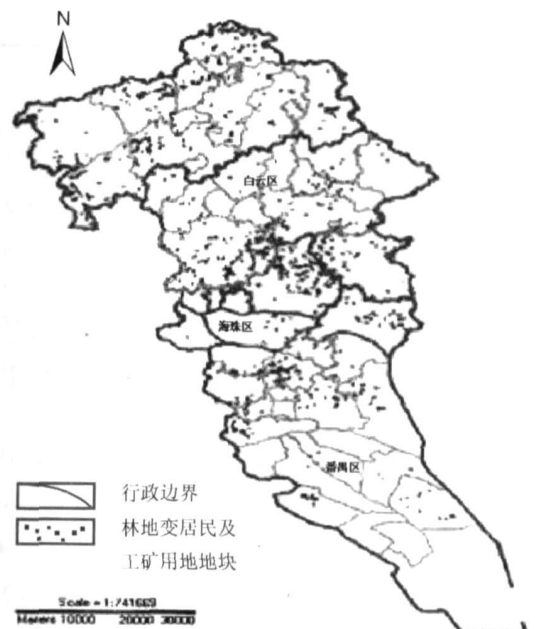 N
白云区
海珠区
番禺区
行政边界
林地变居民及
工矿用地地块
Scale = 1:741669
Meters 10000 20000 30000